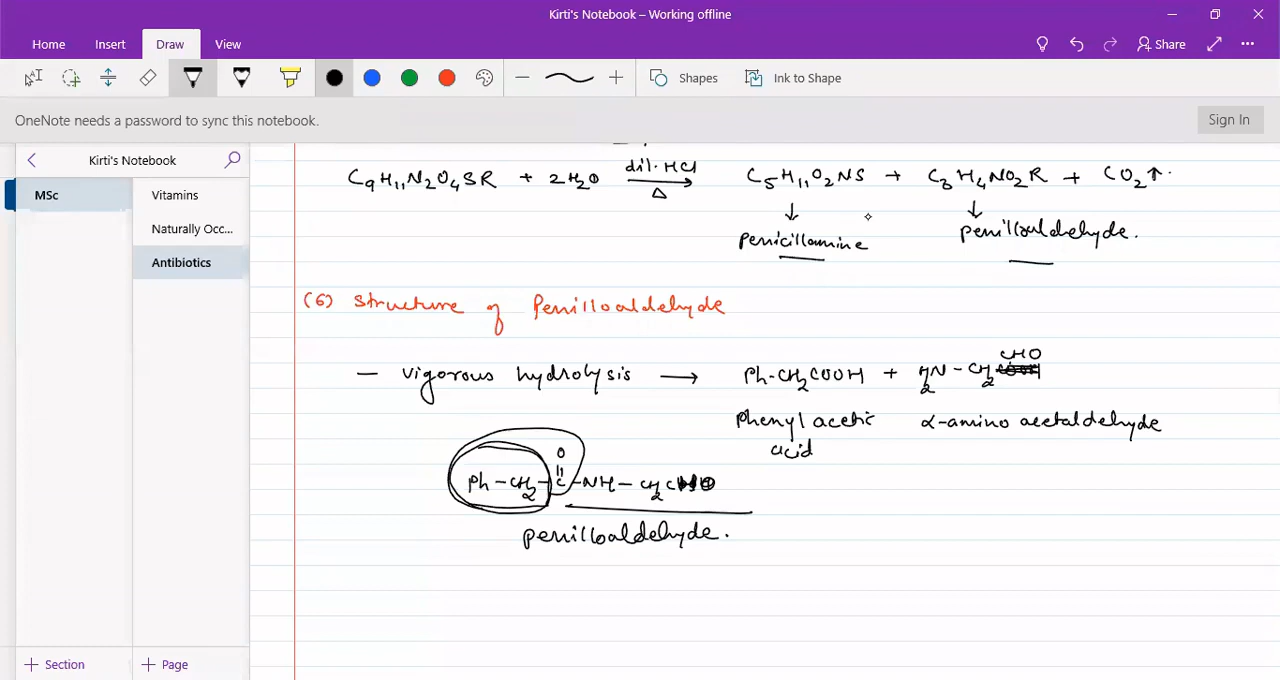 Kirti's Notebook – Working offline
Home Insert Draw View Share
Shapes Ink to Shape
OneNote needs a password to sync this notebook. Sign In
Kirti's Notebook
MSc
Vitamins
Naturally Occ...
Antibiotics
+ Section + Page
C9H11N2O4SR + 2H2O dil. HCl → Δ C5H11O2NS + C3H4NO2R + CO2↑
↓ ↓
Penicillamine penilloaldehyde.
(6) Structure of Penilloaldehyde
— vigorous hydrolysis → Ph-CH2COOH + H2N-CH2CHO
Phenyl acetic acid α-amino acetaldehyde
O
Ph-CH2-C-NH-CH2CHO
penilloaldehyde.